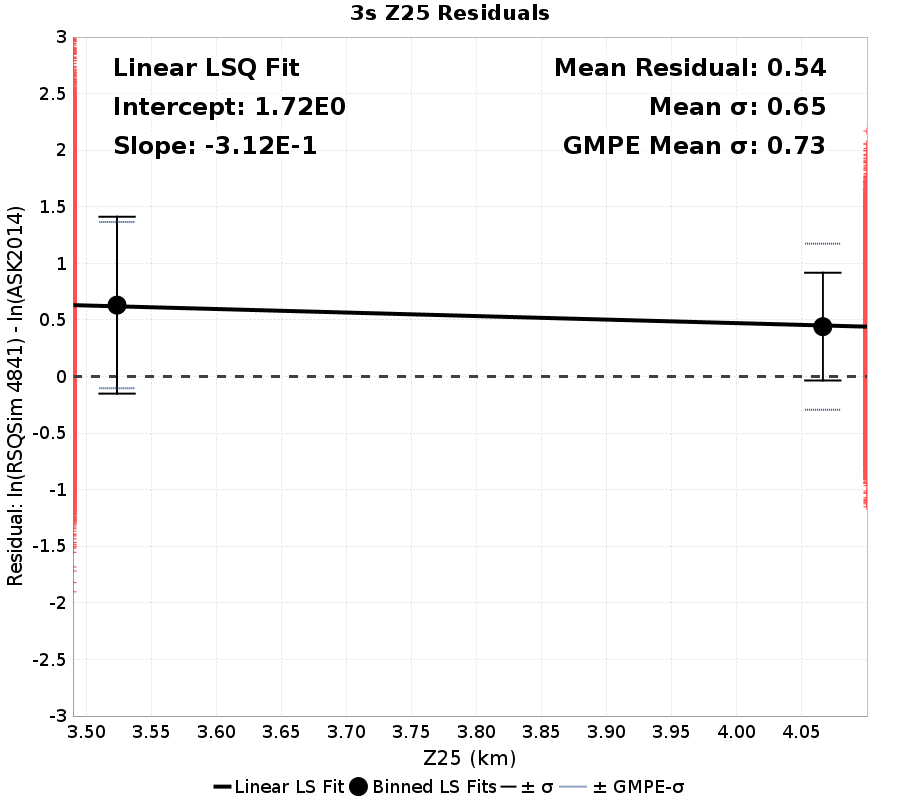 3s Z25 Residuals
Linear LSQ Fit
Intercept: 1.72E0
Slope: -3.12E-1
Mean Residual: 0.54
Mean σ: 0.65
GMPE Mean σ: 0.73
Residual: ln(RSQSim 4841) - ln(ASK2014)
3
2.5
2
1.5
1
0.5
0
-0.5
-1
-1.5
-2
-2.5
-3
3.50 3.55 3.60 3.65 3.70 3.75 3.80 3.85 3.90 3.95 4.00 4.05
Z25 (km)
Linear LS Fit Binned LS Fits ± σ ± GMPE-σ